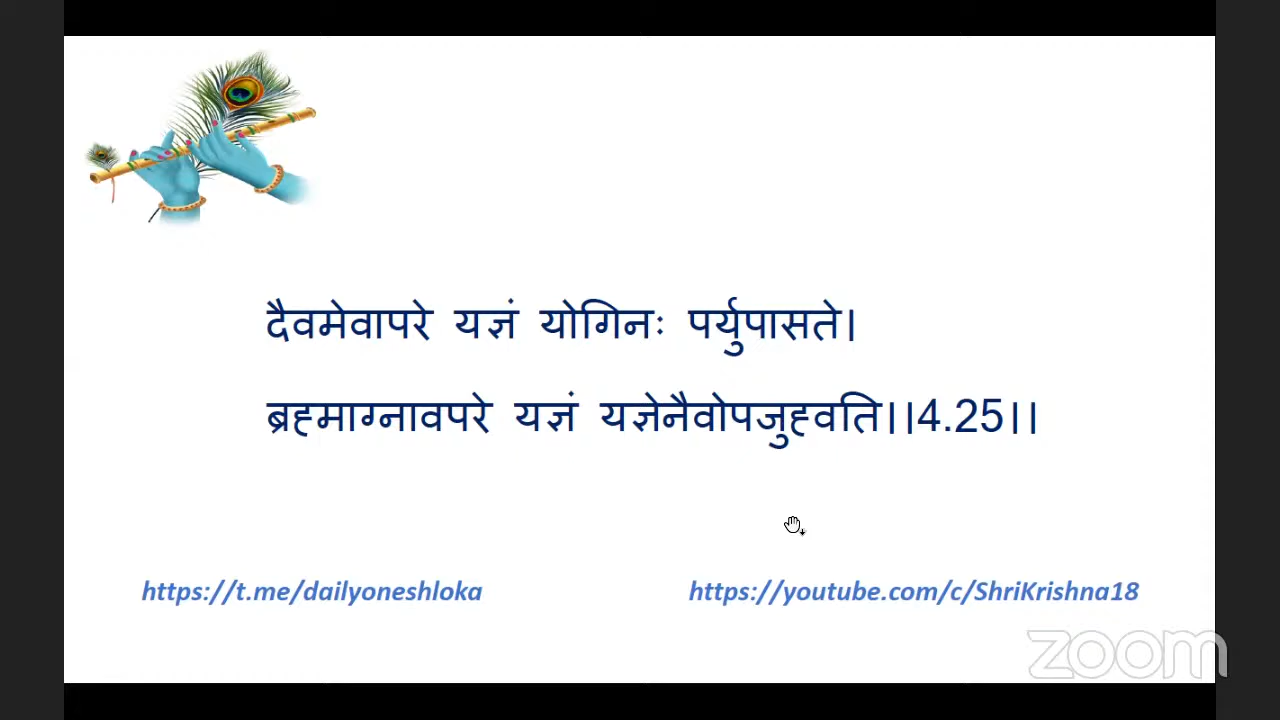 दैवमेवापरे यज्ञं योगिनः पर्युपासते।
ब्रह्माग्नावपरे यज्ञं यज्ञेनैवोपजुह्वति।।4.25।।
https://t.me/dailyoneshloka
https://youtube.com/c/ShriKrishna18
zoom